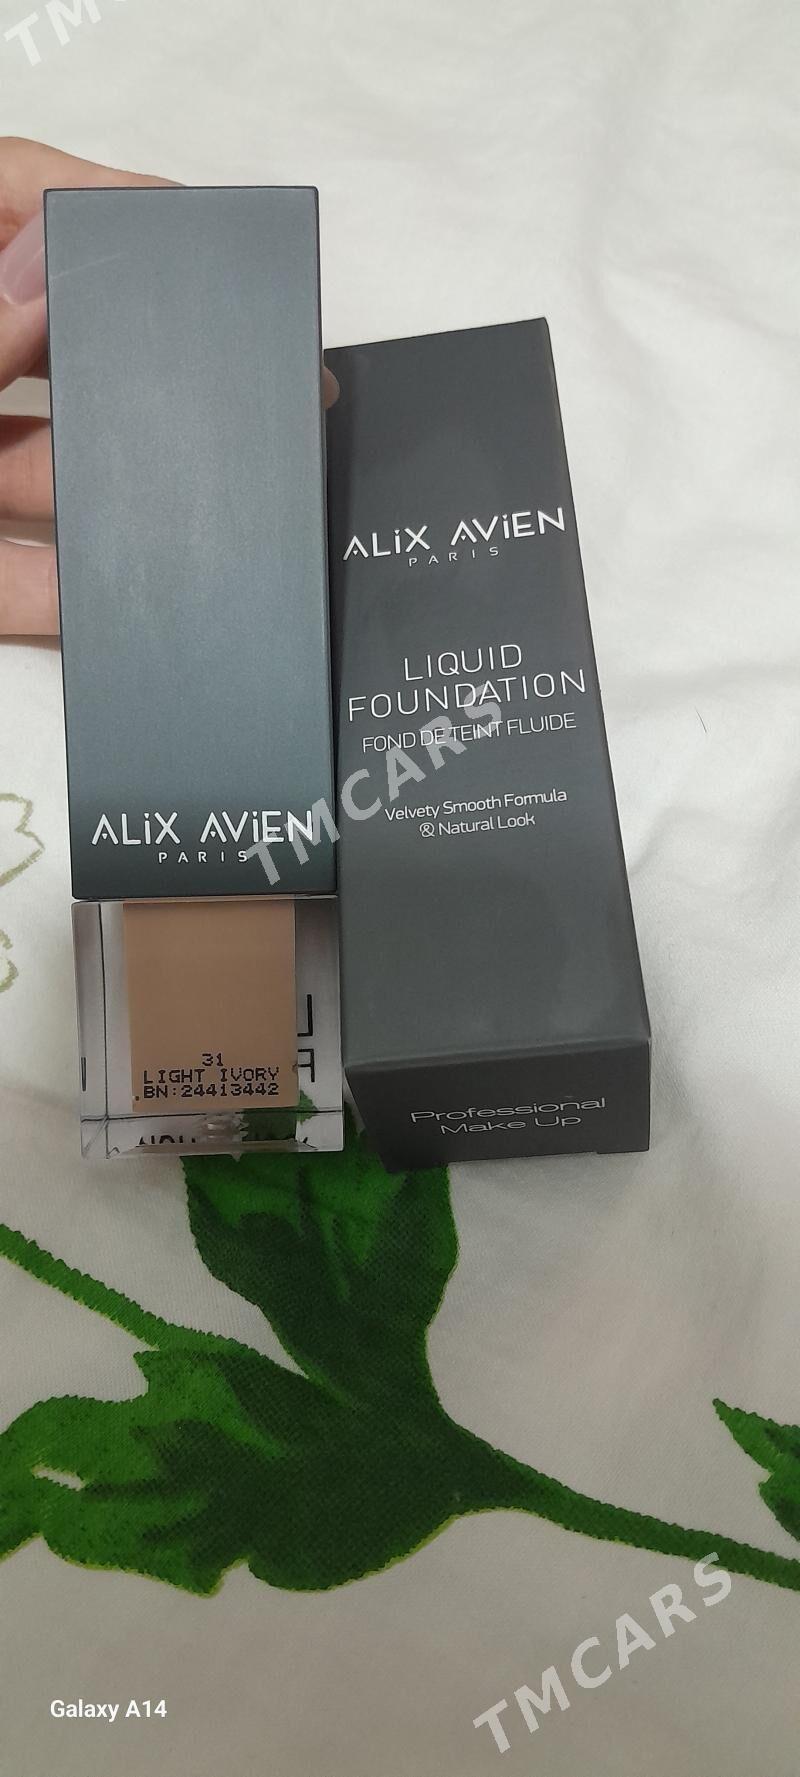 TMC
ALiX AViEN
PARIS
LIQUID
FOUNDATION
FOND DE TEINT FLUIDE
Velvety Smooth Formula
& Natural Look
TMCARS
ALiX AViEN
PARIS
31
LIGHT IVORY
BN:24413442
Professional
Make Up
TMCARS
Galaxy A14